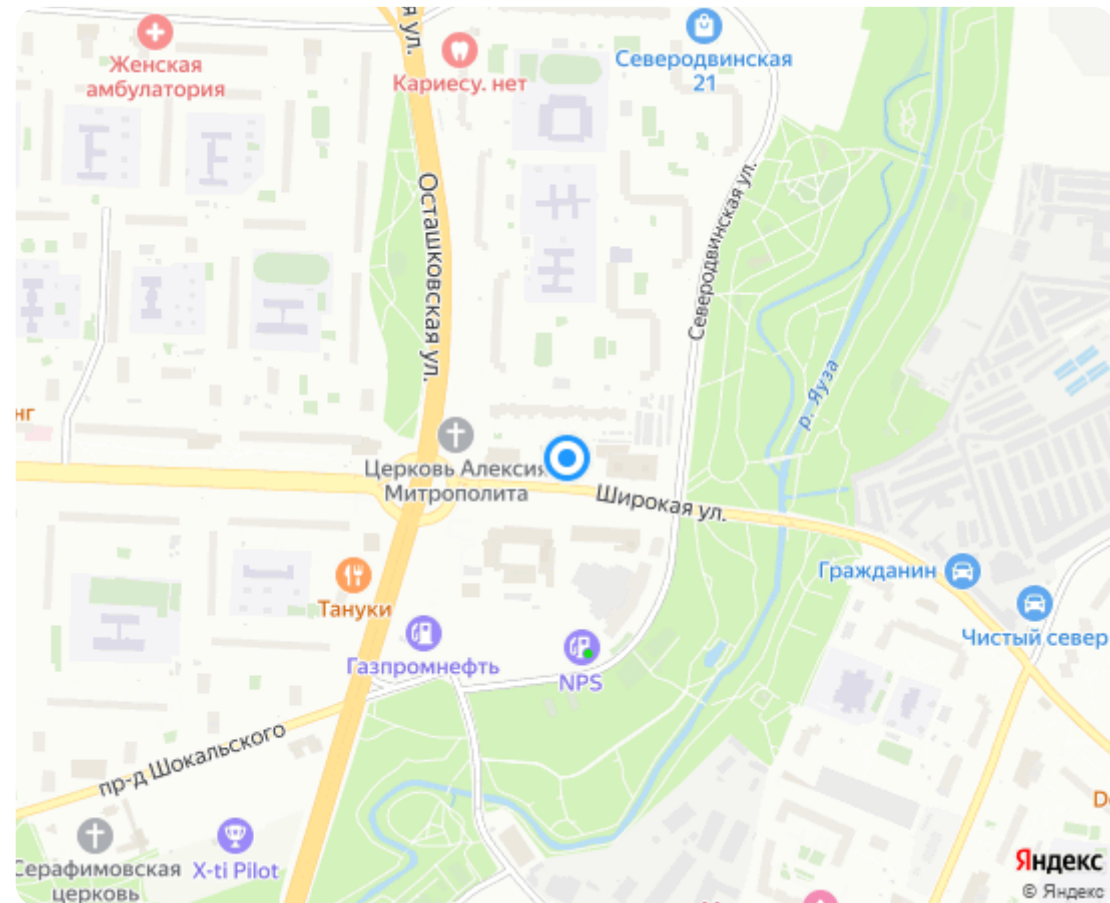 я ул.
Женская
амбулатория
Кариесу. нет
Северодвинская
21
Осташковская ул.
Северодвинская ул.
р. Яуза
нг
Церковь Алексия
Митрополита
Широкая ул.
Гражданин
Тануки
Чистый север
Газпромнефть
NPS
пр-д Шокальского
Серафимовская
церковь
X-ti Pilot
Яндекс
© Яндекс